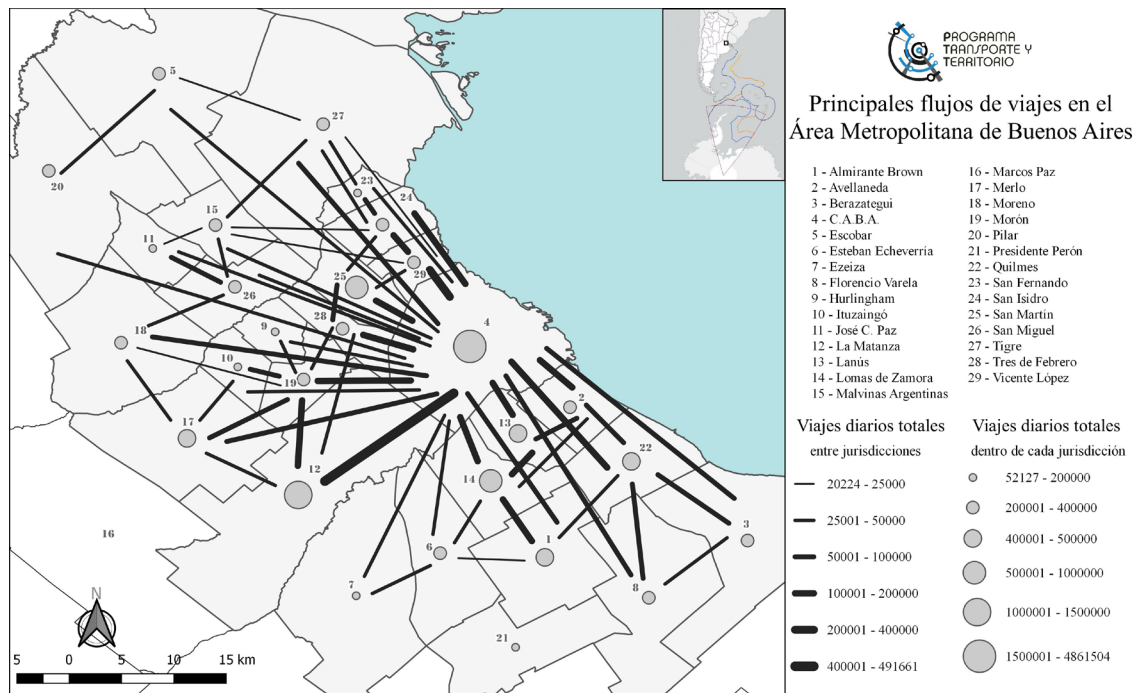 PROGRAMA
TRANSPORTE Y
TERRITORIO
Principales flujos de viajes en el
Área Metropolitana de Buenos Aires
1 - Almirante Brown
2 - Avellaneda
3 - Berazategui
4 - C.A.B.A.
5 - Escobar
6 - Esteban Echeverría
7 - Ezeiza
8 - Florencio Varela
9 - Hurlingham
10 - Ituzaingó
11 - José C. Paz
12 - La Matanza
13 - Lanús
14 - Lomas de Zamora
15 - Malvinas Argentinas
16 - Marcos Paz
17 - Merlo
18 - Moreno
19 - Morón
20 - Pilar
21 - Presidente Perón
22 - Quilmes
23 - San Fernando
24 - San Isidro
25 - San Martín
26 - San Miguel
27 - Tigre
28 - Tres de Febrero
29 - Vicente López
Viajes diarios totales
entre jurisdicciones
20224 - 25000
25001 - 50000
50001 - 100000
100001 - 200000
200001 - 400000
400001 - 491661
Viajes diarios totales
dentro de cada jurisdicción
52127 - 200000
200001 - 400000
400001 - 500000
500001 - 1000000
1000001 - 1500000
1500001 - 4861504
5
27
20
23
24
15
11
29
25
26
28
4
18
9
10
19
2
17
13
22
12
14
16
3
1
6
7
8
21
N
5 0 5 10 15 km